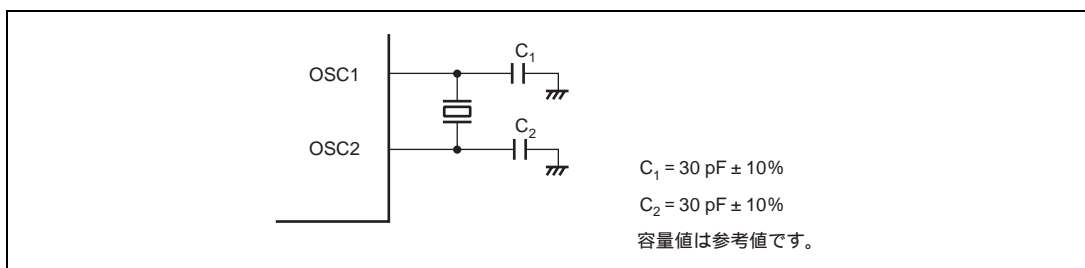 C₁
OSC1
C₂
OSC2
C₁ = 30 pF ± 10%
C₂ = 30 pF ± 10%
容量値は参考値です。